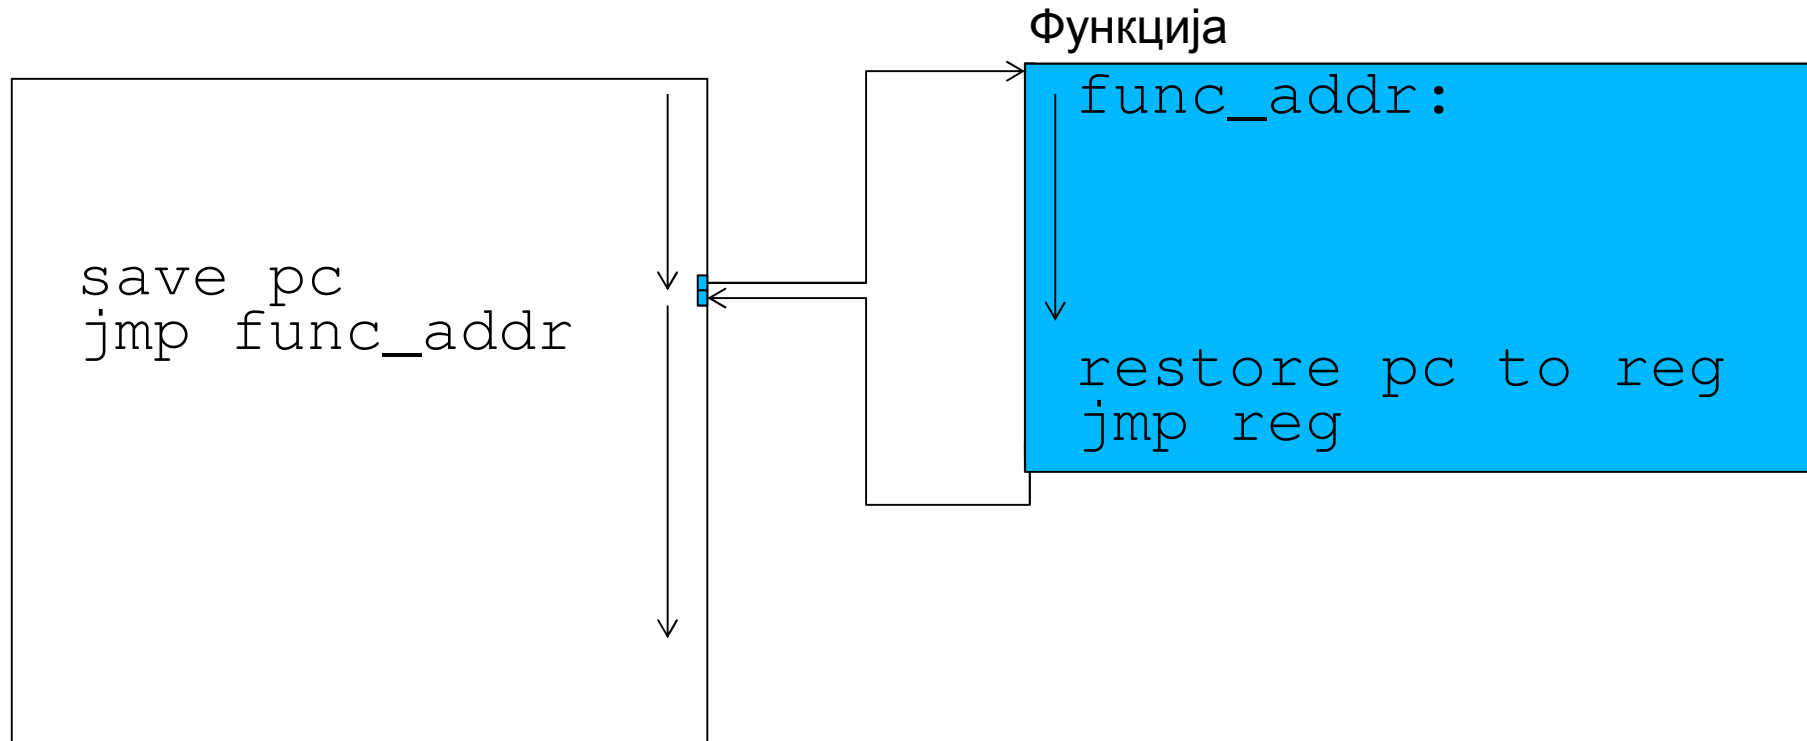 Функција
func_addr:
save pc
jmp func_addr
restore pc to reg
jmp reg